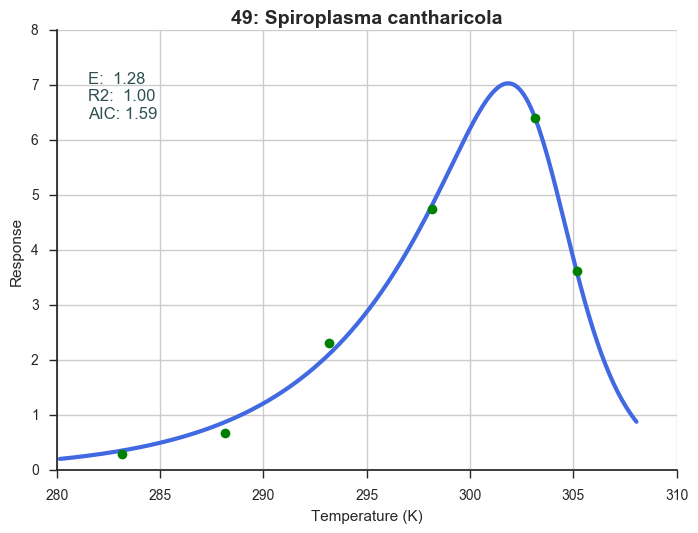 49: Spiroplasma cantharicola
8
E:  1.28
R2:  1.00
AIC: 1.59
7
6
5
4
3
2
1
0
Response
280
285
290
295
300
305
310
Temperature (K)